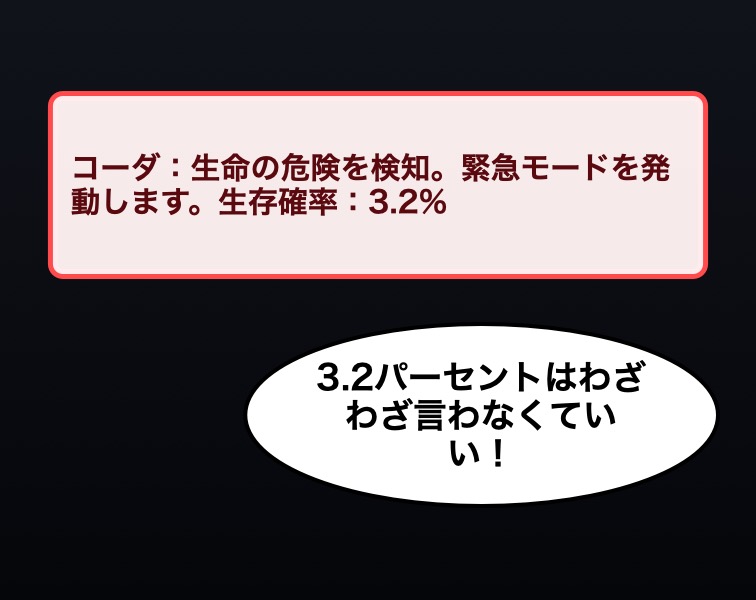 コーダ：生命の危険を検知。緊急モードを発
動します。生存確率：3.2%
3.2パーセントはわざ
わざ言わなくてい
い！